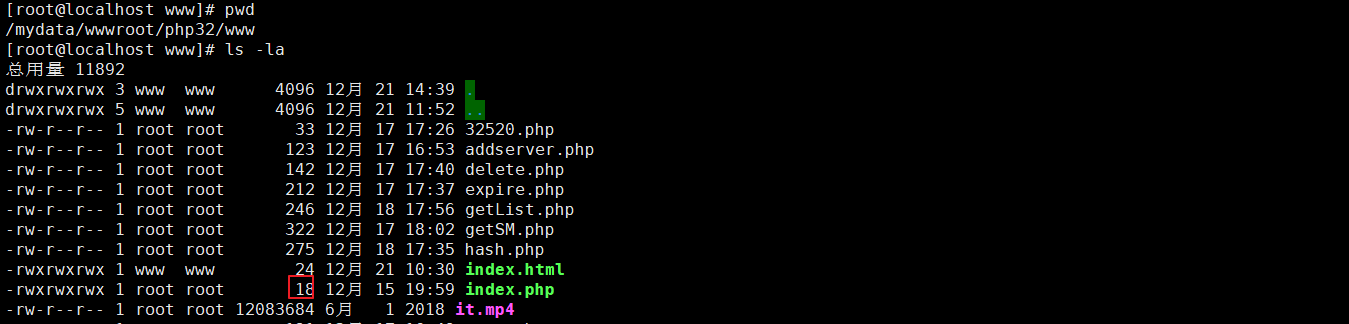 [root@localhost www]# pwd
/mydata/wwwroot/php32/www
[root@localhost www]# ls -la
总用量 11892
drwxrwxrwx 3 www  www      4096 12月 21 14:39 .
drwxrwxrwx 5 www  www      4096 12月 21 11:52 ..
-rw-r--r-- 1 root root       33 12月 17 17:26 32520.php
-rw-r--r-- 1 root root      123 12月 17 16:53 addserver.php
-rw-r--r-- 1 root root      142 12月 17 17:40 delete.php
-rw-r--r-- 1 root root      212 12月 17 17:37 expire.php
-rw-r--r-- 1 root root      246 12月 18 17:56 getList.php
-rw-r--r-- 1 root root      322 12月 17 18:02 getSM.php
-rw-r--r-- 1 root root      275 12月 18 17:35 hash.php
-rwxrwxrwx 1 www  www        24 12月 21 10:30 index.html
-rwxrwxrwx 1 root root       18 12月 15 19:59 index.php
-rw-r--r-- 1 root root 12083684 6月   1 2018 it.mp4